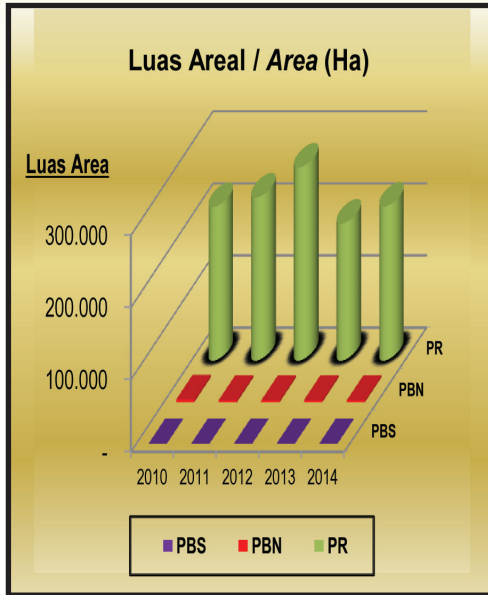 Luas Areal / Area (Ha)
Luas Area
300.000
200.000
100.000
-
PR
PBN
PBS
2010 2011 2012 2013 2014
PBS PBN PR